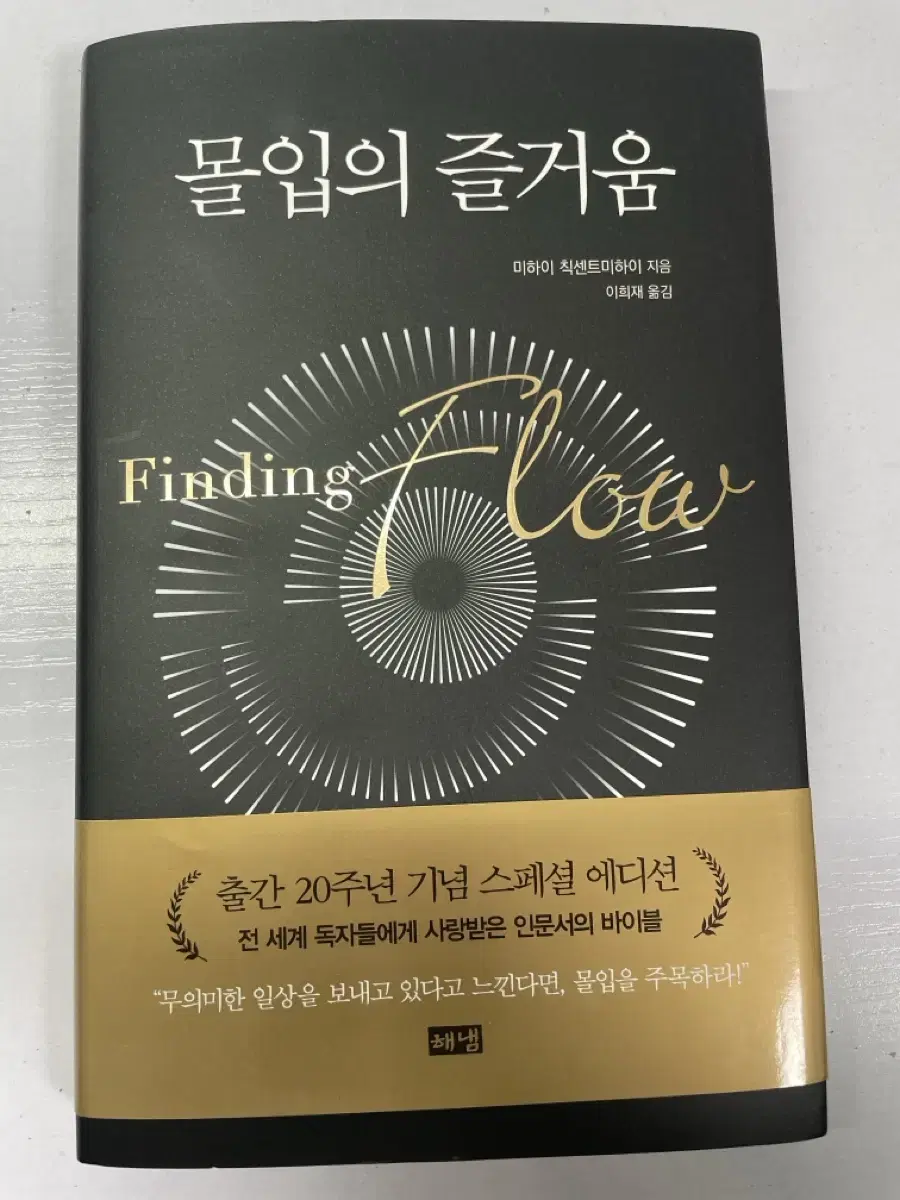 몰입의 즐거움
미하이 칙센트미하이 지음
이희재 옮김
Finding Flow
출간 20주년 기념 스페셜 에디션
전 세계 독자들에게 사랑받은 인문서의 바이블
“무의미한 일상을 보내고 있다고 느낀다면, 몰입을 주목하라!”
해냄